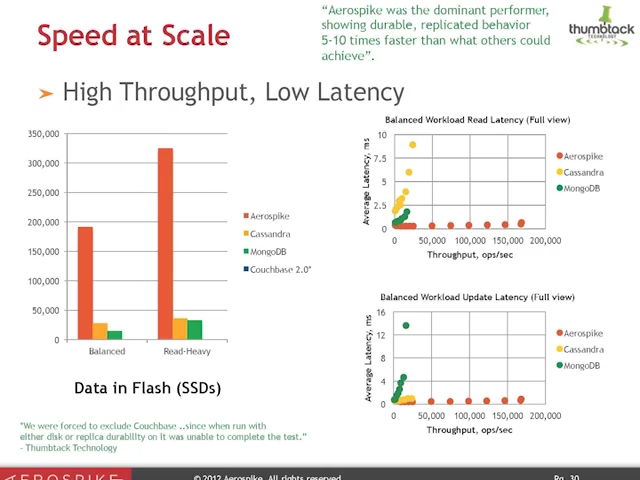 Speed at Scale
“Aerospike was the dominant performer,
showing durable, replicated behavior
5-10 times faster than what others could
achieve”.
thumbtack
TECHNOLOGY
➤ High Throughput, Low Latency
350,000
300,000
250,000
200,000
150,000
100,000
50,000
0
Balanced
Read-Heavy
Aerospike
Cassandra
MongoDB
Couchbase 2.0*
Data in Flash (SSDs)
Balanced Workload Read Latency (Full view)
Average Latency, ms
10
7.5
5
2.5
0
0
50,000
100,000
150,000
200,000
Throughput, ops/sec
Aerospike
Cassandra
MongoDB
Balanced Workload Update Latency (Full view)
Average Latency, ms
16
12
8
4
0
0
50,000
100,000
150,000
200,000
Throughput, ops/sec
Aerospike
Cassandra
MongoDB
"We were forced to exclude Couchbase ..since when run with
either disk or replica durability on it was unable to complete the test.”
- Thumbtack Technology
AEROSPIKE
© 2012 Aerospike. All rights reserved
Pg. 30